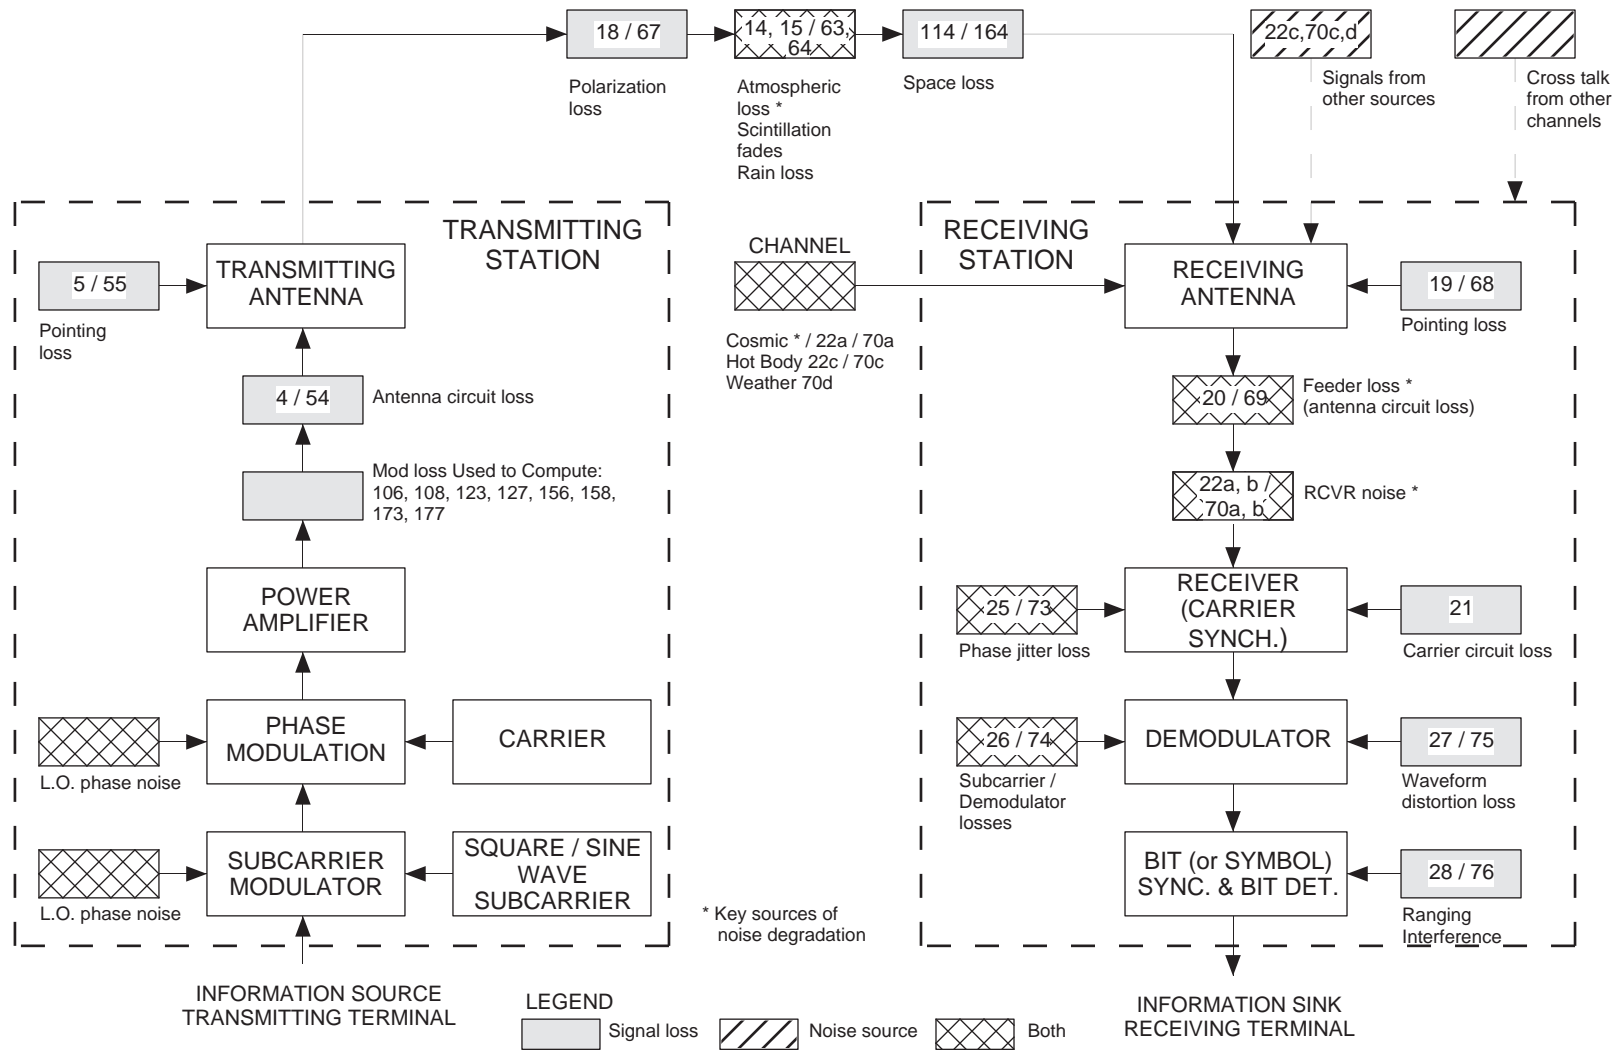 18 / 67
14, 15 / 63,
64
114 / 164
22c,70c,d
Polarization
loss
Atmospheric
loss *
Scintillation
fades
Rain loss
Space loss
Signals from
other sources
Cross talk
from other
channels
TRANSMITTING
STATION
5 / 55
Pointing
loss
TRANSMITTING
ANTENNA
4 / 54
Antenna circuit loss
Mod loss Used to Compute:
106, 108, 123, 127, 156, 158,
173, 177
POWER
AMPLIFIER
L.O. phase noise
PHASE
MODULATION
CARRIER
L.O. phase noise
SUBCARRIER
MODULATOR
SQUARE / SINE
WAVE
SUBCARRIER
INFORMATION SOURCE
TRANSMITTING TERMINAL
CHANNEL
Cosmic * / 22a / 70a
Hot Body 22c / 70c
Weather 70d
* Key sources of
noise degradation
RECEIVING
STATION
RECEIVING
ANTENNA
19 / 68
Pointing loss
20 / 69
Feeder loss *
(antenna circuit loss)
22a, b /
70a, b
RCVR noise *
25 / 73
Phase jitter loss
RECEIVER
(CARRIER
SYNCH.)
21
Carrier circuit loss
26 / 74
Subcarrier /
Demodulator
losses
DEMODULATOR
27 / 75
Waveform
distortion loss
BIT (or SYMBOL)
SYNC. & BIT DET.
28 / 76
Ranging
Interference
INFORMATION SINK
RECEIVING TERMINAL
LEGEND
Signal loss
Noise source
Both